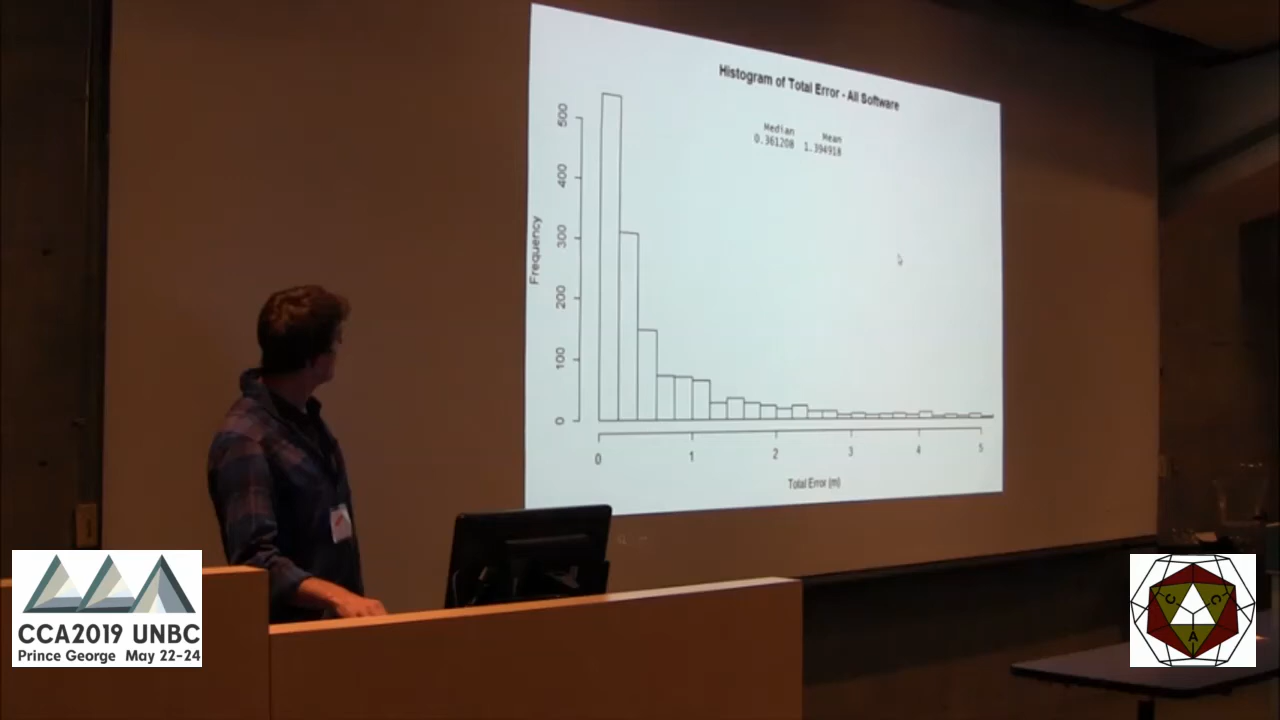 Histogram of Total Error - All Software
Median Mean
0.361208 1.394918
Frequency
500
400
300
200
100
0
0 1 2 3 4 5
Total Error (m)
CCA2019 UNBC
Prince George May 22-24
C C
A